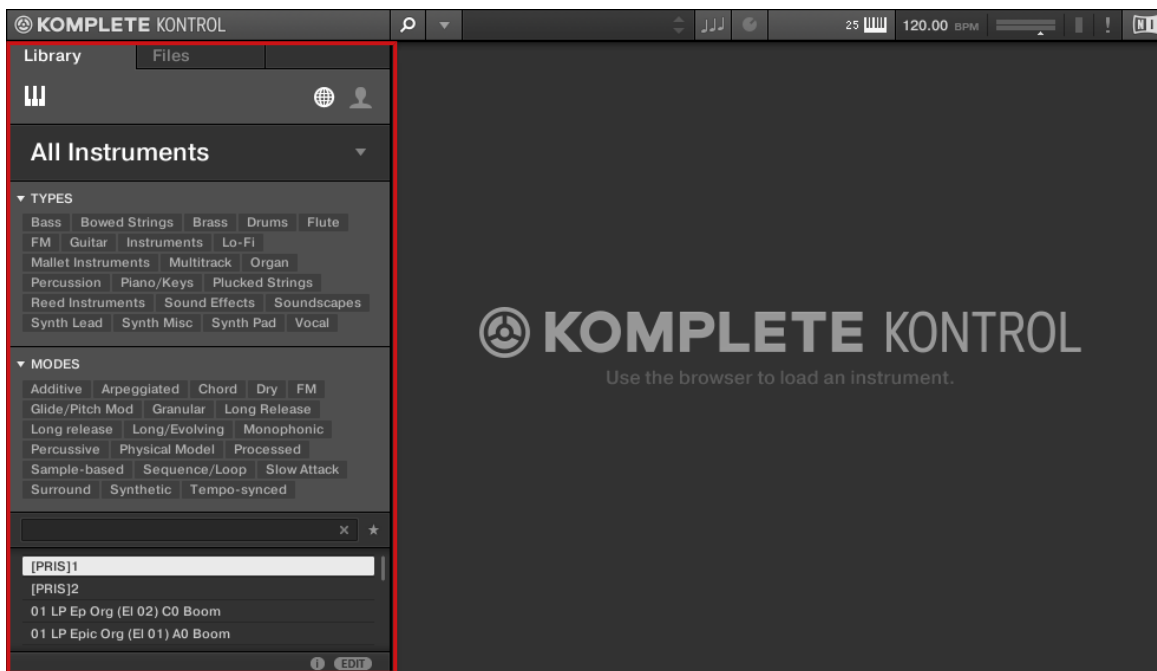 KOMPLETE KONTROL
25 120.00 BPM ! NI
Library Files
All Instruments
TYPES
Bass Bowed Strings Brass Drums Flute
FM Guitar Instruments Lo-Fi
Mallet Instruments Multitrack Organ
Percussion Piano/Keys Plucked Strings
Reed Instruments Sound Effects Soundscapes
Synth Lead Synth Misc Synth Pad Vocal
MODES
Additive Arpeggiated Chord Dry FM
Glide/Pitch Mod Granular Long Release
Long release Long/Evolving Monophonic
Percussive Physical Model Processed
Sample-based Sequence/Loop Slow Attack
Surround Synthetic Tempo-synced
[PRIS]1
[PRIS]2
01 LP Ep Org (El 02) C0 Boom
01 LP Epic Org (El 01) A0 Boom
i EDIT
KOMPLETE KONTROL
Use the browser to load an instrument.